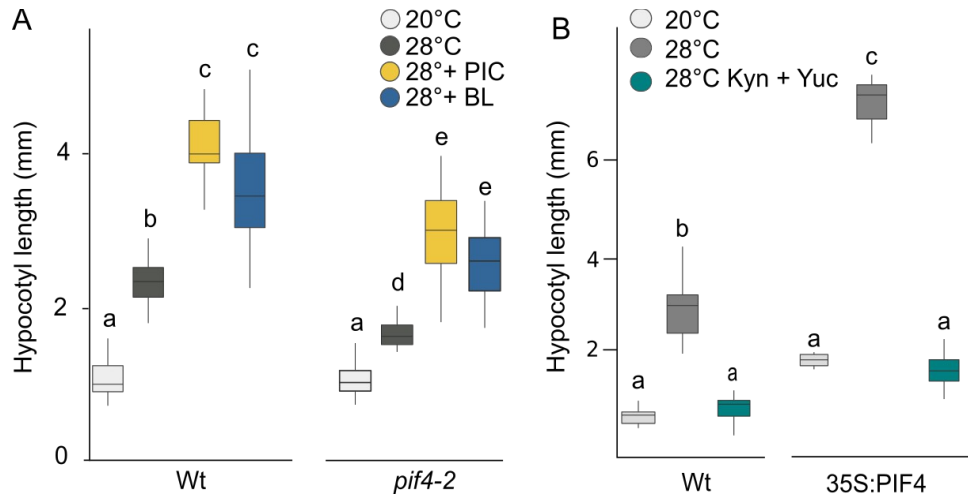 A
20°C
28°C
28°+ PIC
28°+ BL
Hypocotyl length (mm)
4
2
0
a
b
c
c
a
d
e
e
Wt
pif4-2
B
20°C
28°C
28°C Kyn + Yuc
Hypocotyl length (mm)
6
4
2
a
b
a
a
c
a
Wt
35S:PIF4